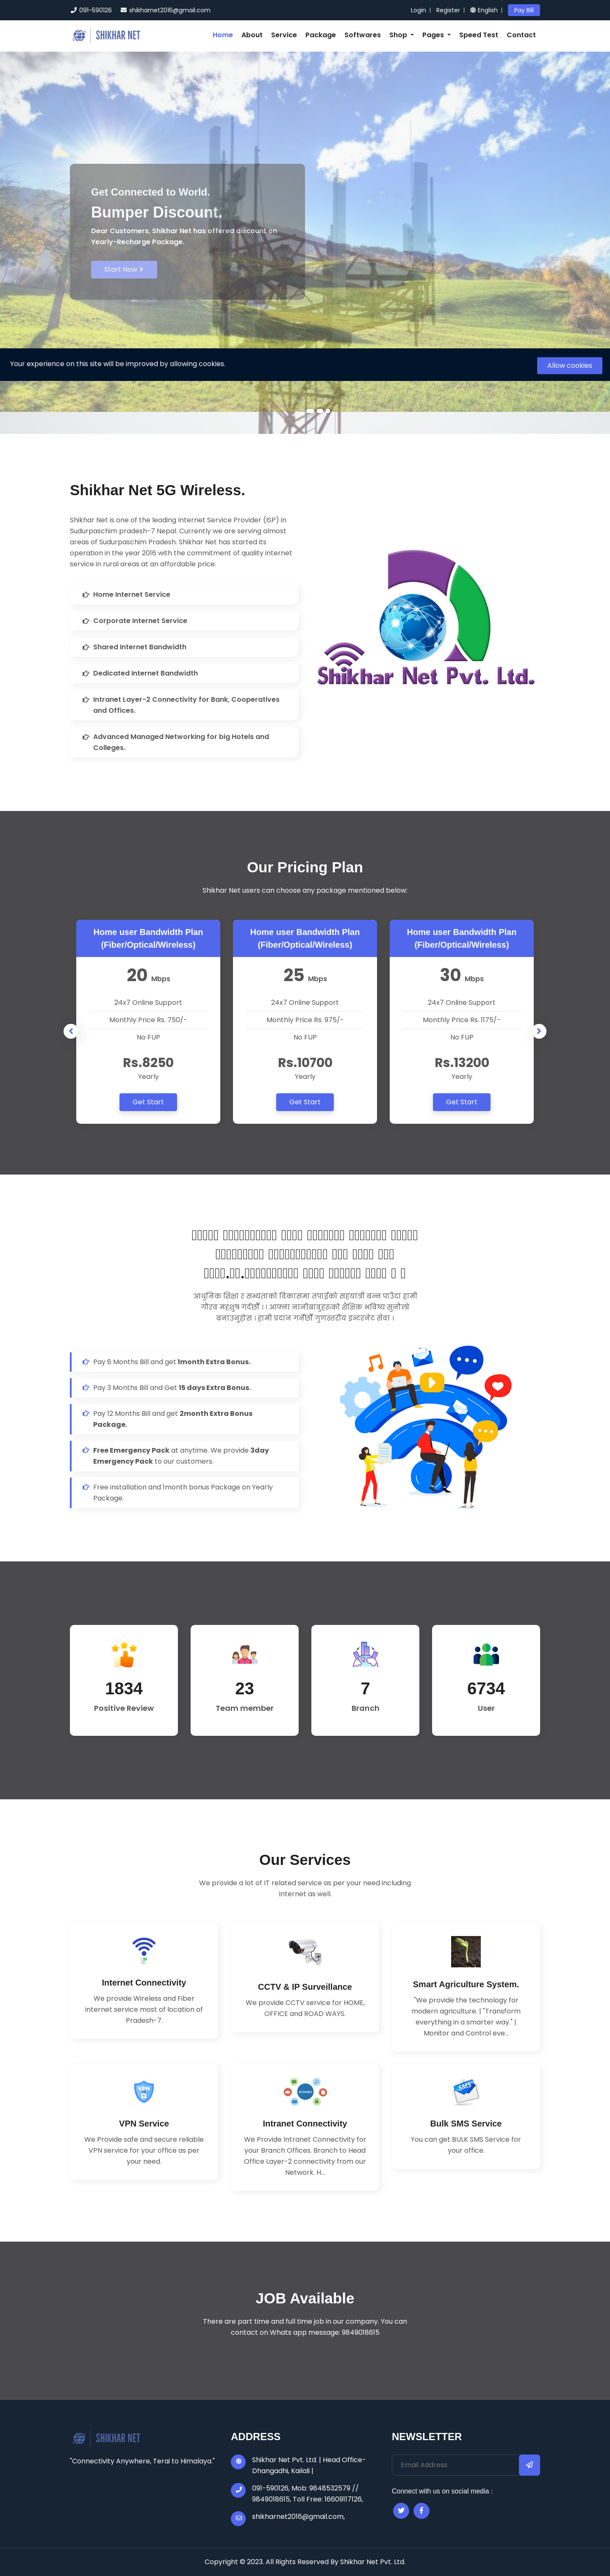 091-590126 shikharnet2016@gmail.com Login | Register | English | Pay Bill
SHIKHAR NET Home About Service Package Softwares Shop Pages Speed Test Contact
Get Connected to World.
Bumper Discount.
Dear Customers, Shikhar Net has offered discount on
Yearly-Recharge Package.
Start Now
Your experience on this site will be improved by allowing cookies.
Allow cookies
Shikhar Net 5G Wireless.
Shikhar Net is one of the leading Internet Service Provider (ISP) in
Sudurpaschim pradesh-7 Nepal. Currently we are serving almost
areas of Sudurpaschim Pradesh. Shikhar Net has started its
operation in the year 2016 with the commitment of quality internet
service in rural areas at an affordable price.
Home Internet Service
Corporate Internet Service
Shared Internet Bandwidth
Dedicated Internet Bandwidth
Intranet Layer-2 Connectivity for Bank, Cooperatives
and Offices.
Advanced Managed Networking for big Hotels and
Colleges.
Shikhar Net Pvt. Ltd.
Our Pricing Plan
Shikhar Net users can choose any package mentioned below:
Home user Bandwidth Plan
(Fiber/Optical/Wireless)
20 Mbps
24x7 Online Support
Monthly Price Rs. 750/-
No FUP
Rs.8250
Yearly
Get Start
Home user Bandwidth Plan
(Fiber/Optical/Wireless)
25 Mbps
24x7 Online Support
Monthly Price Rs. 975/-
No FUP
Rs.10700
Yearly
Get Start
Home user Bandwidth Plan
(Fiber/Optical/Wireless)
30 Mbps
24x7 Online Support
Monthly Price Rs. 1175/-
No FUP
Rs.13200
Yearly
Get Start
आधुनिक शिक्षा र सभ्यताको विकासमा तपाईंको सहयात्री बन्न पाउँदा हामी
गौरव महशुष गर्दछौँ । । आफ्ना नानीबाबुहरुको शैक्षिक भविष्य सुनौलो
बनाउनुहोस । हामी प्रदान गर्नेछौँ गुणस्तरीय इन्टरनेट सेवा ।
Pay 6 Months Bill and get 1month Extra Bonus.
Pay 3 Months Bill and Get 15 days Extra Bonus.
Pay 12 Months Bill and get 2month Extra Bonus
Package.
Free Emergency Pack at anytime. We provide 3day
Emergency Pack to our customers.
Free installation and 1month bonus Package on Yearly
Package.
1834
Positive Review
23
Team member
7
Branch
6734
User
Our Services
We provide a lot of IT related service as per your need including
Internet as well.
Internet Connectivity
We provide Wireless and Fiber
internet service most of location of
Pradesh-7.
CCTV & IP Surveillance
We povide CCTV service for HOME,
OFFICE and ROAD WAYS.
Smart Agriculture System.
"We provide the technology for
modern agriculture. | "Transform
everything in a smarter way." |
Monitor and Control eve...
VPN
VPN Service
We Provide safe and secure reliable
VPN service for your office as per
your need.
INTRANET
Intranet Connectivity
We Provide Intranet Connectivity for
your Branch Offices. Branch to Head
Office Layer-2 connectivity from our
Network. H...
SMS
Bulk SMS Service
You can get BULK SMS Service for
your office.
JOB Available
There are part time and full time job in our company. You can
contact on Whats app message: 9849018615
SHIKHAR NET
"Connectivity Anywhere, Terai to Himalaya."
ADDRESS
Shikhar Net Pvt. Ltd. | Head Office-
Dhangadhi, Kailali |
091-590126, Mob: 9848532579 //
9849018615, Toll Free: 16609117126,
shikharnet2016@gmail.com,
NEWSLETTER
Email Address
Connect with us on social media :
Copyright © 2023. All Rights Reserved By Shikhar Net Pvt. Ltd.